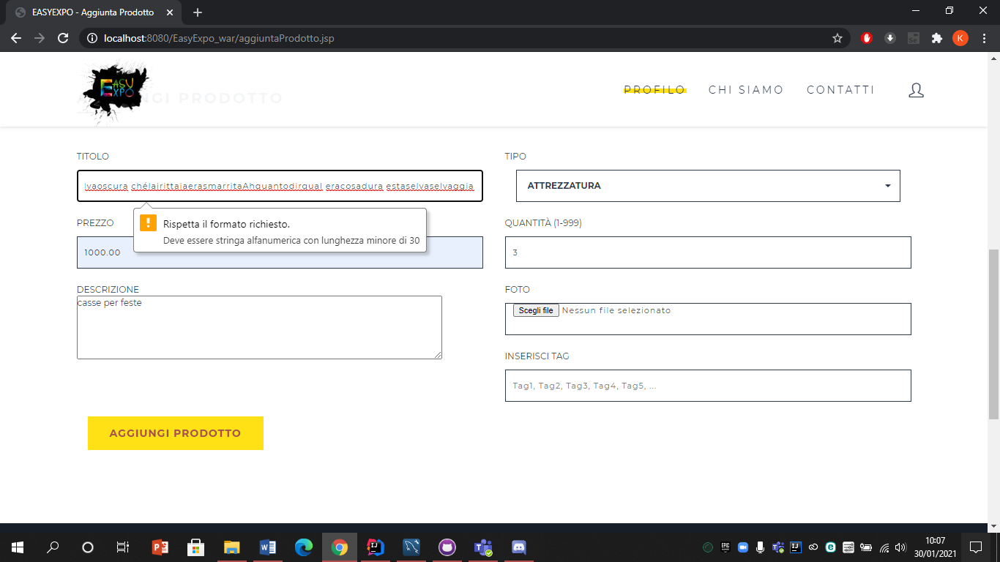 EASYEXPO - Aggiunta Prodotto
localhost:8080/EasyExpo_war/aggiuntaProdotto.jsp
K
EASY
EXPO
AGGIUNGI PRODOTTO
PROFILO
CHI SIAMO
CONTATTI
TITOLO
TIPO
lvaoscura chélairittaiaerasmarritaAhquantodirqual eracosadura estaselvaselvaggia
ATTREZZATURA
Rispetta il formato richiesto.
Deve essere stringa alfanumerica con lunghezza minore di 30
PREZZO
QUANTITÀ (1-999)
1000.00
3
DESCRIZIONE
FOTO
casse per feste
Scegli file Nessun file selezionato
INSERISCI TAG
Tag1, Tag2, Tag3, Tag4, Tag5, ...
AGGIUNGI PRODOTTO
10:07
30/01/2021